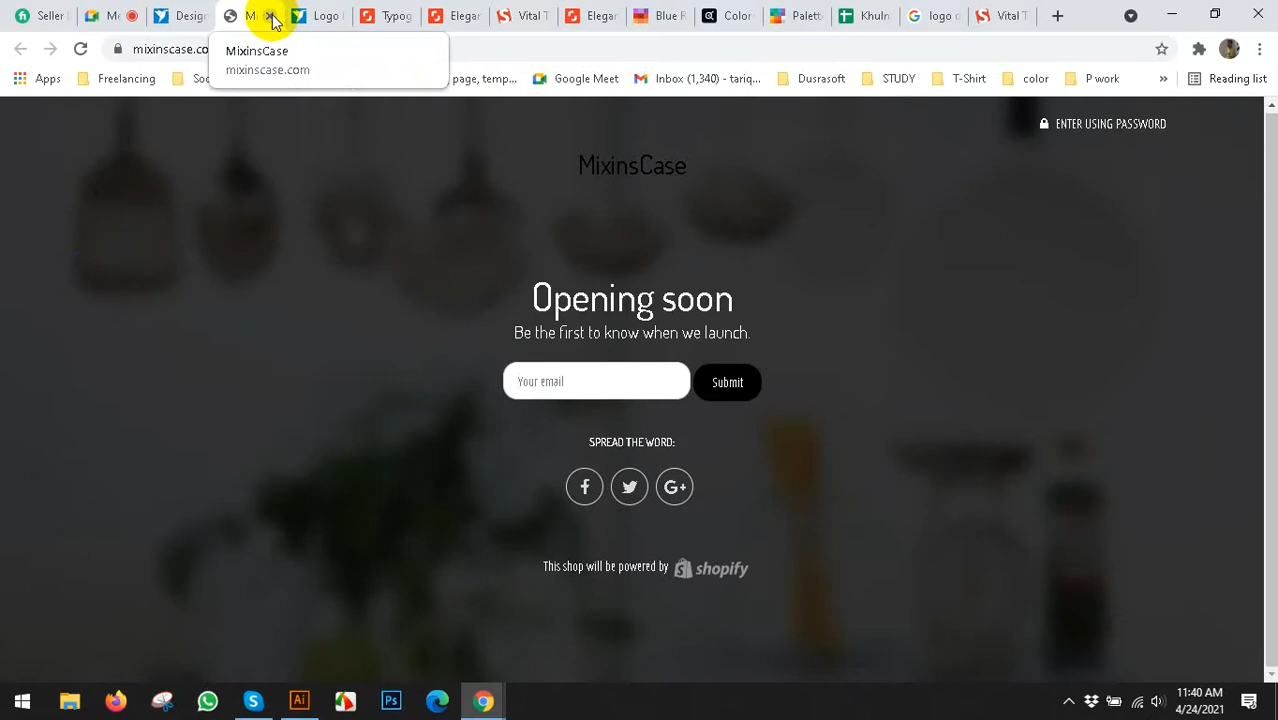 Seller
Me
Design
Mi
Logo
Typog
Elegar
Vital T
Elegar
Blue R
Color
Palett
Khuln
logo d
Vital T
mixinscase.co
MixinsCase
mixinscase.com
Apps
Freelancing
Soc
page, temp...
Google Meet
Inbox (1,340) - tariq...
Dusrasoft
STUDY
T-Shirt
color
P work
»
Reading list
ENTER USING PASSWORD
MixinsCase
Opening soon
Be the first to know when we launch.
Your email
Submit
SPREAD THE WORD:
This shop will be powered by shopify
11:40 AM
4/24/2021